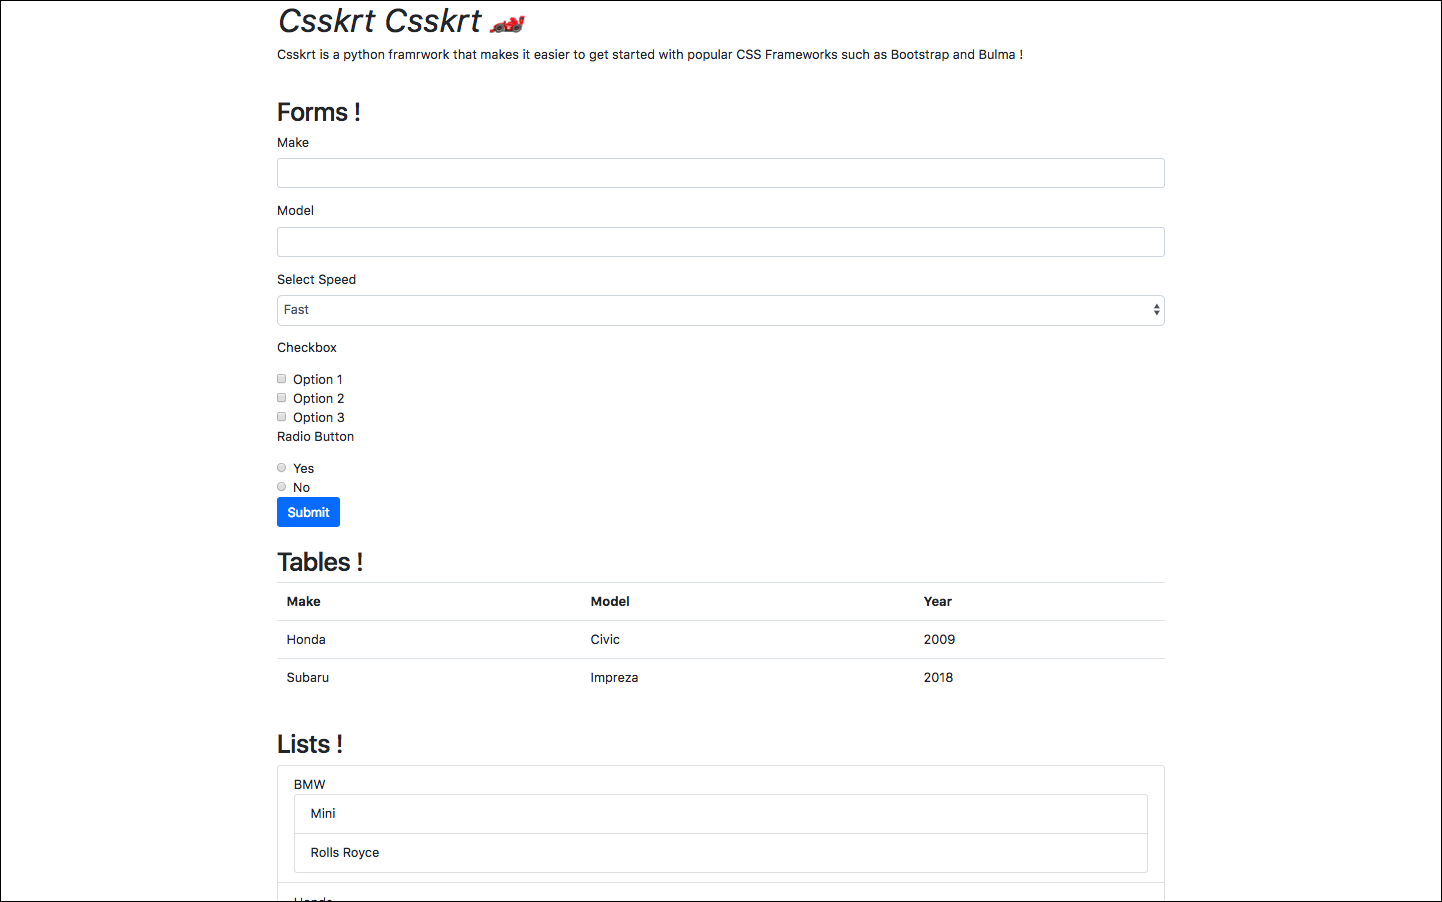 Csskrt Csskrt 🏎
Csskrt is a python framrwork that makes it easier to get started with popular CSS Frameworks such as Bootstrap and Bulma !
Forms !
Make
Model
Select Speed
Fast
Checkbox
Option 1
Option 2
Option 3
Radio Button
Yes
No
Submit
Tables !
Make Model Year
Honda Civic 2009
Subaru Impreza 2018
Lists !
BMW
Mini
Rolls Royce
Honda